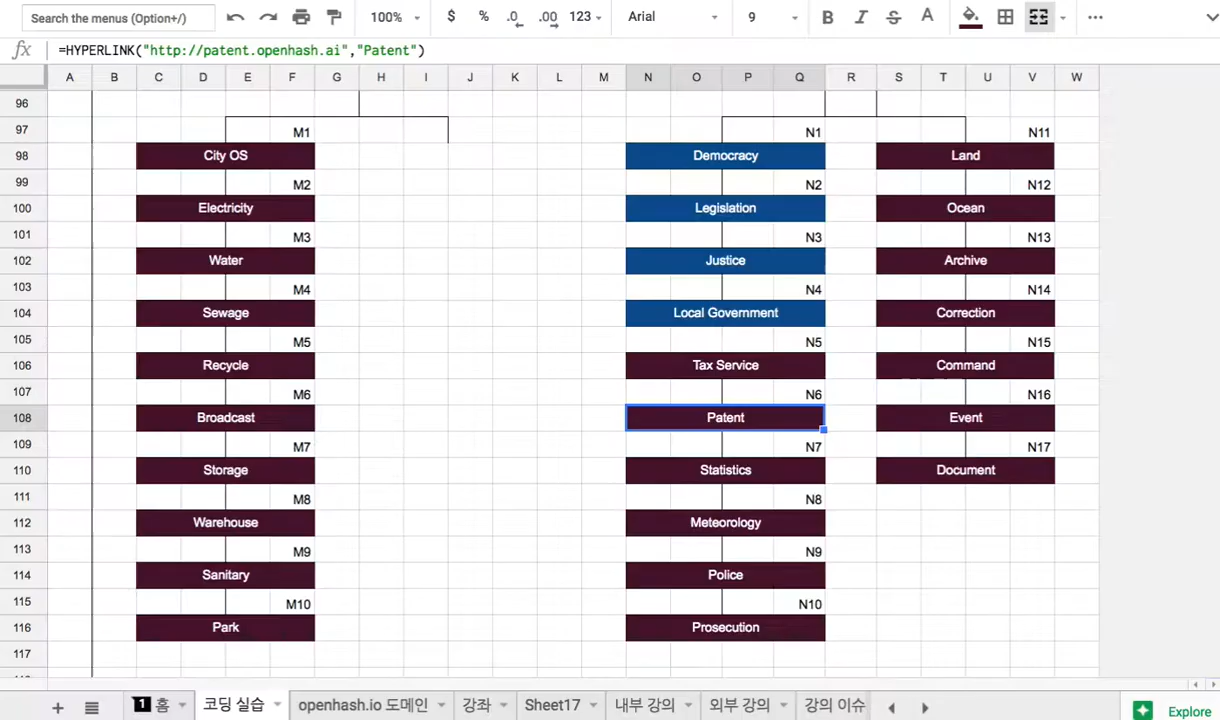 Search the menus (Option+/)
100%
$ % .0 .00 123
Arial
9
B I S A
fx =HYPERLINK("http://patent.openhash.ai","Patent")
A B C D E F G H I J K L M N O P Q R S T U V W
96
97 M1 N1 N11
98 City OS Democracy Land
99 M2 N2 N12
100 Electricity Legislation Ocean
101 M3 N3 N13
102 Water Justice Archive
103 M4 N4 N14
104 Sewage Local Government Correction
105 M5 N5 N15
106 Recycle Tax Service Command
107 M6 N6 N16
108 Broadcast Patent Event
109 M7 N7 N17
110 Storage Statistics Document
111 M8 N8
112 Warehouse Meteorology
113 M9 N9
114 Sanitary Police
115 M10 N10
116 Park Prosecution
117
1 홈 코딩 실습 openhash.io 도메인 강좌 Sheet17 내부 강의 외부 강의 강의 이슈
Explore